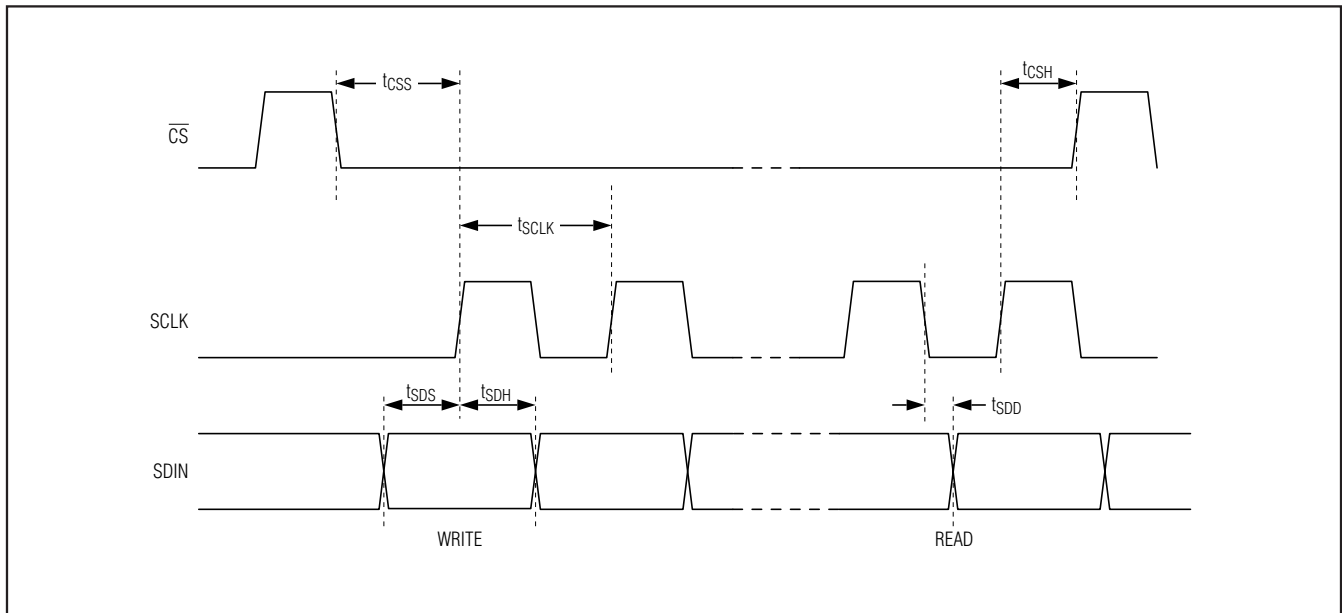 tCSS
tCSH
CS
tSCLK
SCLK
tSDS
tSDH
tSDD
SDIN
WRITE
READ